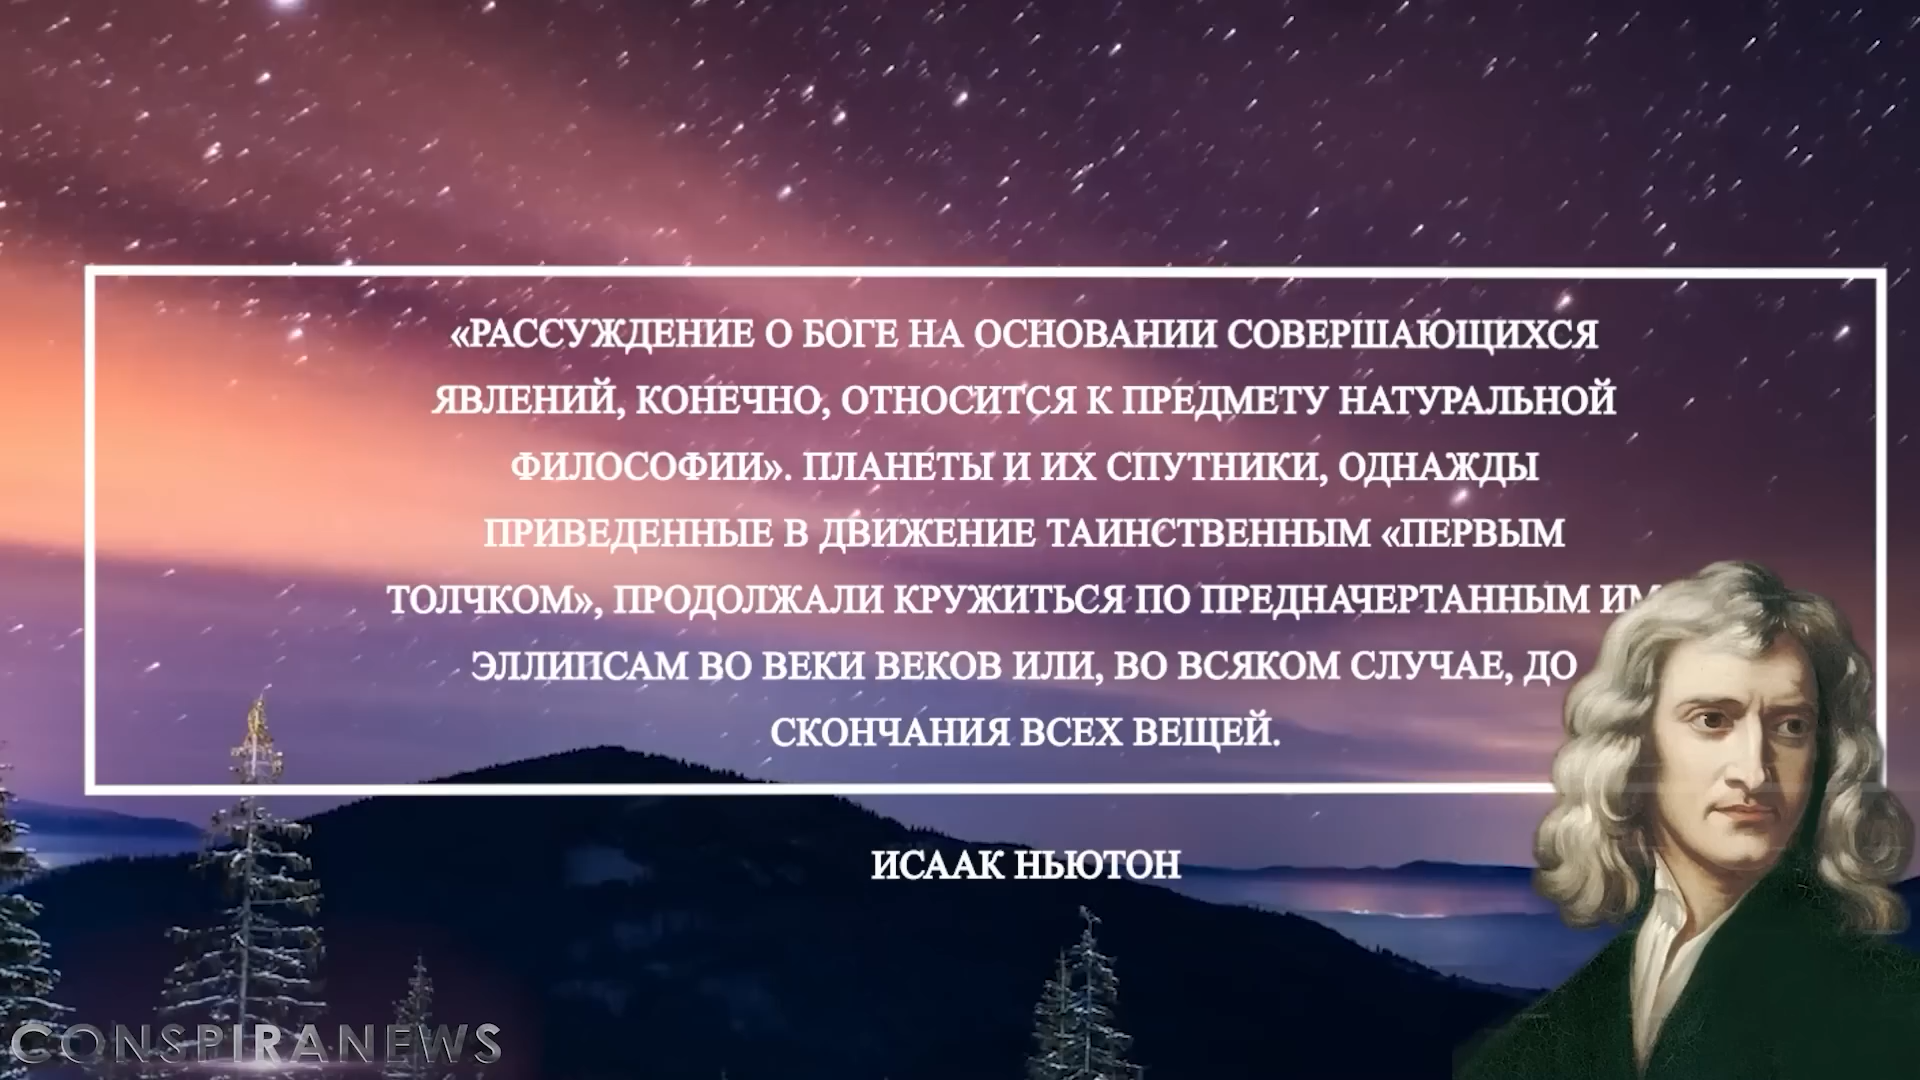 «РАССУЖДЕНИЕ О БОГЕ НА ОСНОВАНИИ СОВЕРШАЮЩИХСЯ
ЯВЛЕНИЙ, КОНЕЧНО, ОТНОСИТСЯ К ПРЕДМЕТУ НАТУРАЛЬНОЙ
ФИЛОСОФИИ». ПЛАНЕТЫ И ИХ СПУТНИКИ, ОДНАЖДЫ
ПРИВЕДЕННЫЕ В ДВИЖЕНИЕ ТАИНСТВЕННЫМ «ПЕРВЫМ
ТОЛЧКОМ», ПРОДОЛЖАЛИ КРУЖИТЬСЯ ПО ПРЕДНАЧЕРТАННЫМ ИМ
ЭЛЛИПСАМ ВО ВЕКИ ВЕКОВ ИЛИ, ВО ВСЯКОМ СЛУЧАЕ, ДО
СКОНЧАНИЯ ВСЕХ ВЕЩЕЙ.
ИСААК НЬЮТОН
CONSPIRANEWS